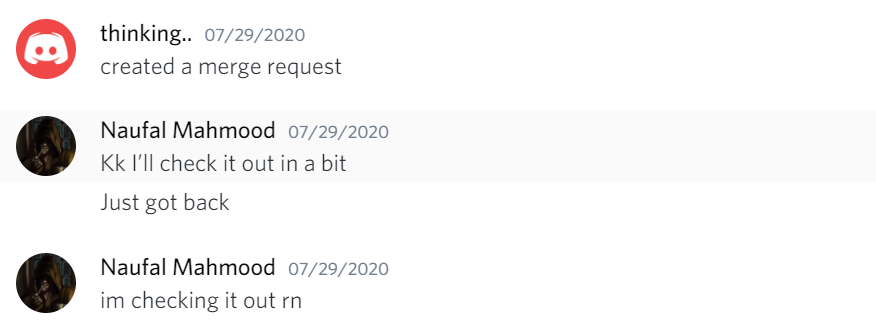 thinking.. 07/29/2020
created a merge request
Naufal Mahmood 07/29/2020
Kk I’ll check it out in a bit
Just got back
Naufal Mahmood 07/29/2020
im checking it out rn